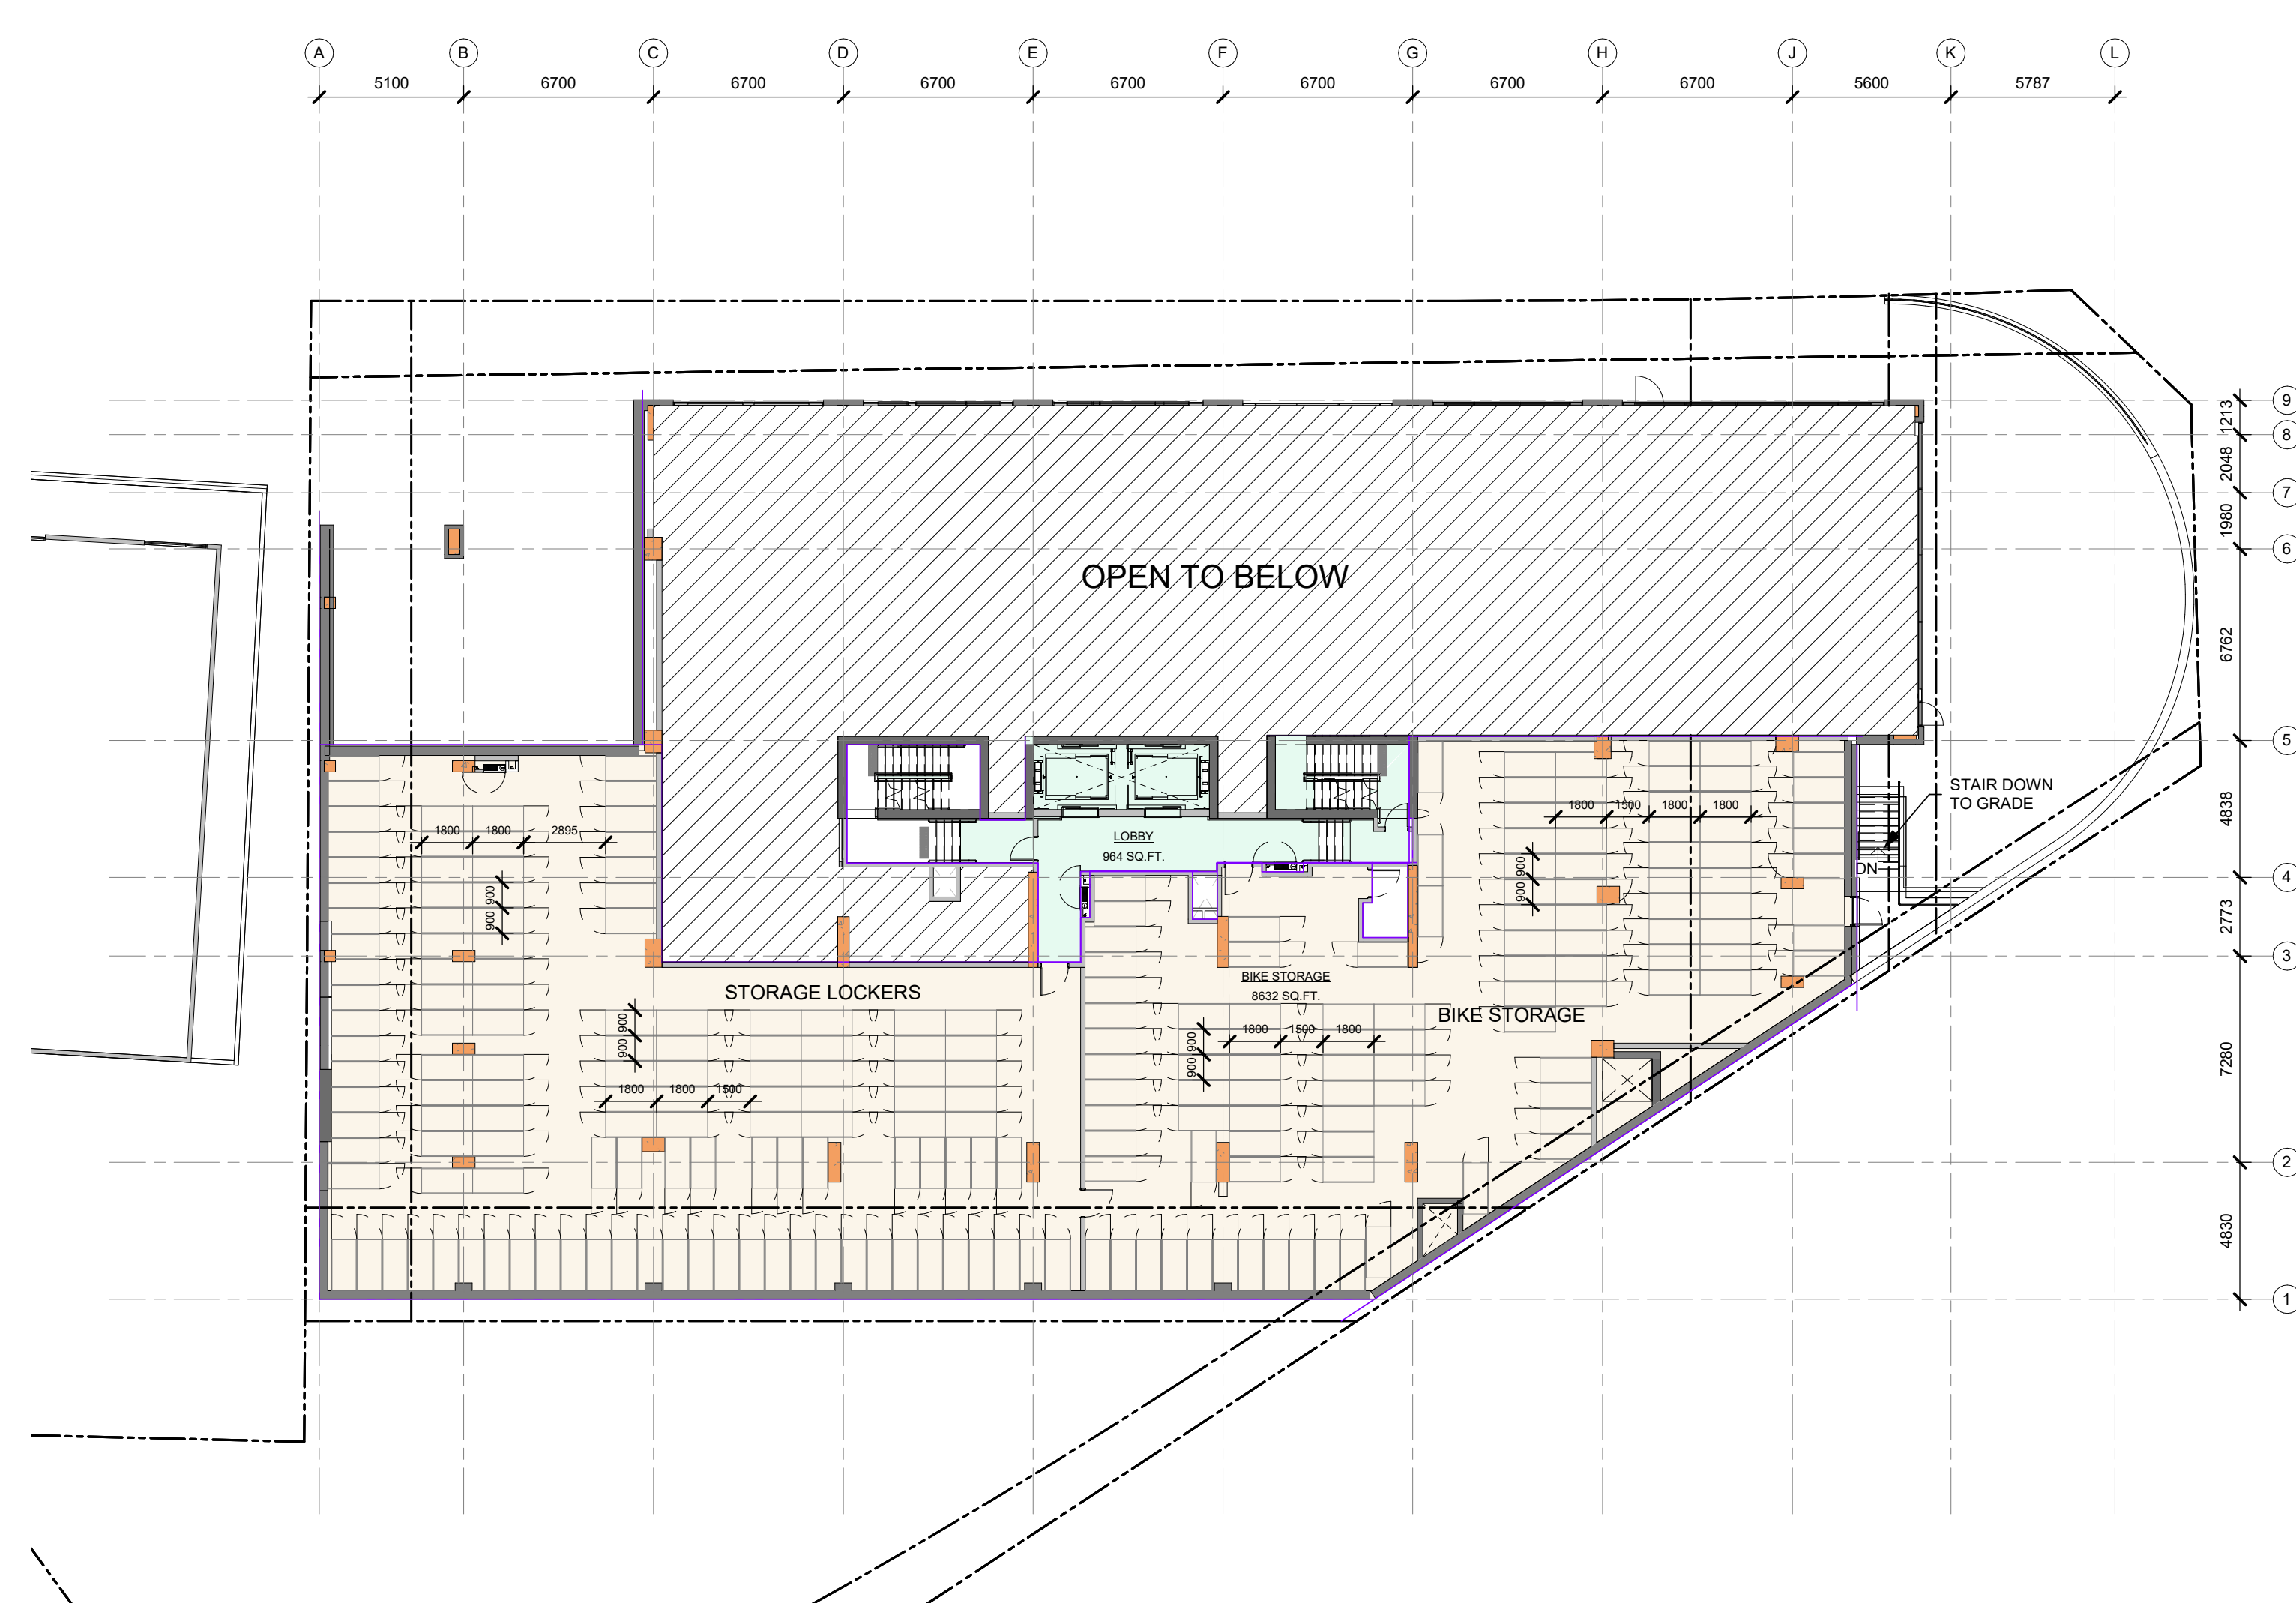 A B C D E F G H J K L
5100 6700 6700 6700 6700 6700 6700 6700 5600 5787
9
1213
8
2048
7
1980
6
OPEN TO BELOW
6762
5
STAIR DOWN
TO GRADE
1800 1500 1800 1800
4838
1800 1800 2895
LOBBY
964 SQ.FT.
DN
900
900
900
900
4
2773
3
BIKE STORAGE
8632 SQ.FT.
STORAGE LOCKERS
BIKE STORAGE
900
900
900
900
1800 1500 1800
7280
1800 1800 1500
2
4830
1